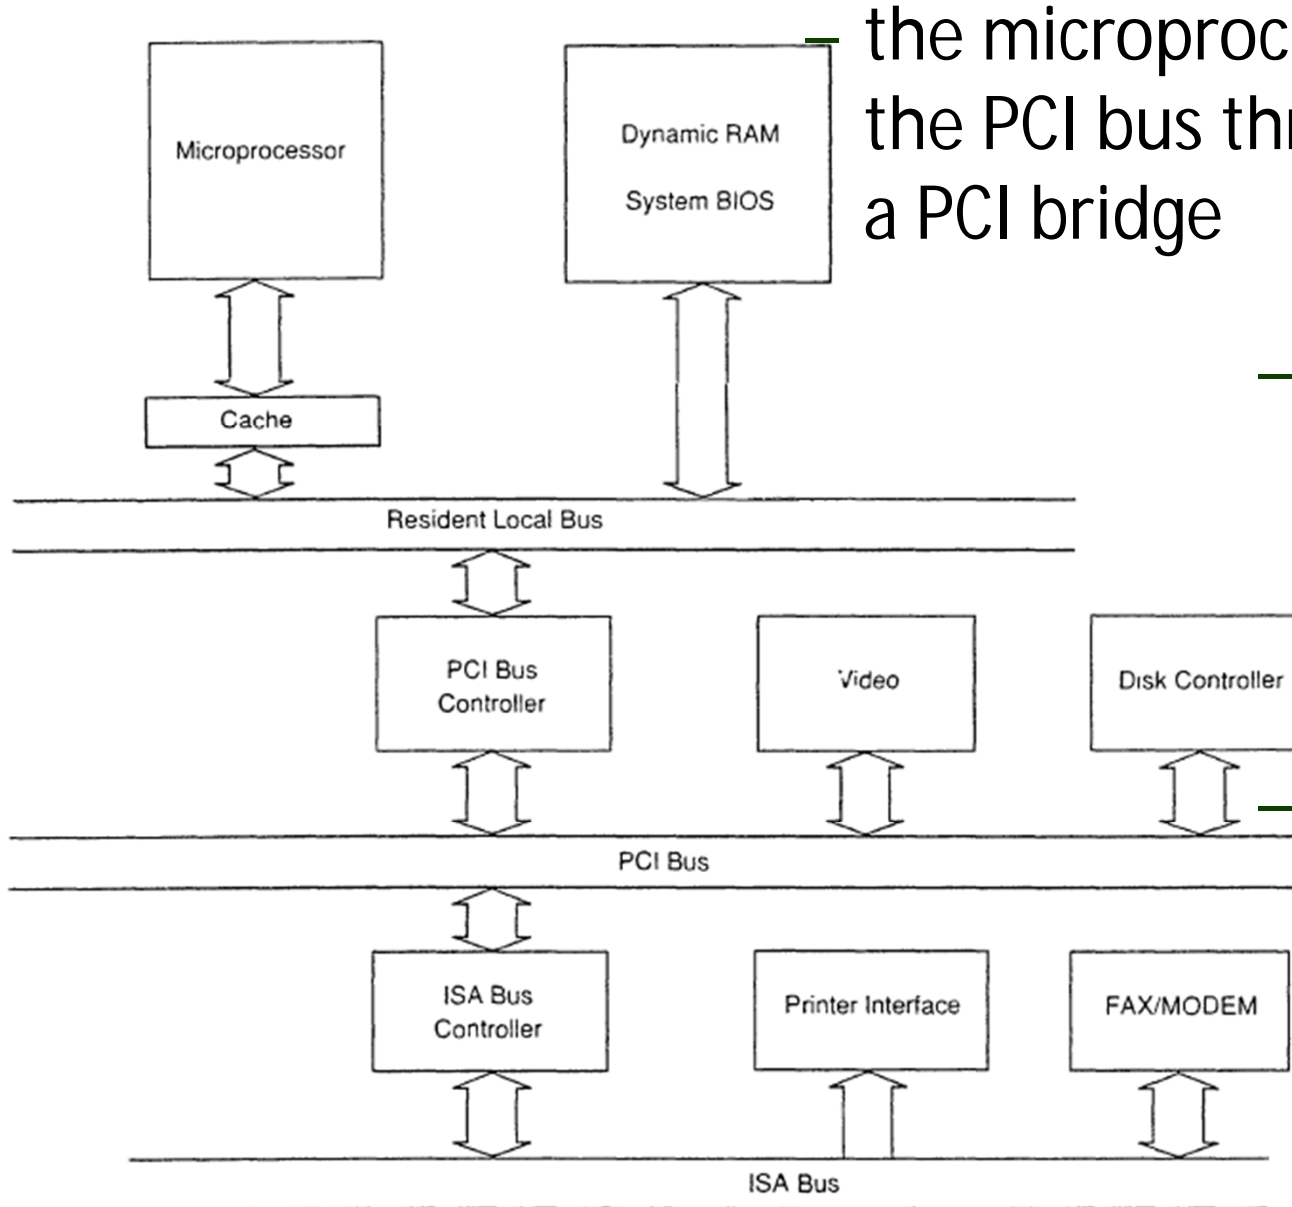 the microproc
the PCI bus thr
a PCI bridge
Microprocessor
Dynamic RAM
System BIOS
Cache
Resident Local Bus
PCI Bus
Controller
Video
Disk Controller
PCI Bus
ISA Bus
Controller
Printer Interface
FAX/MODEM
ISA Bus